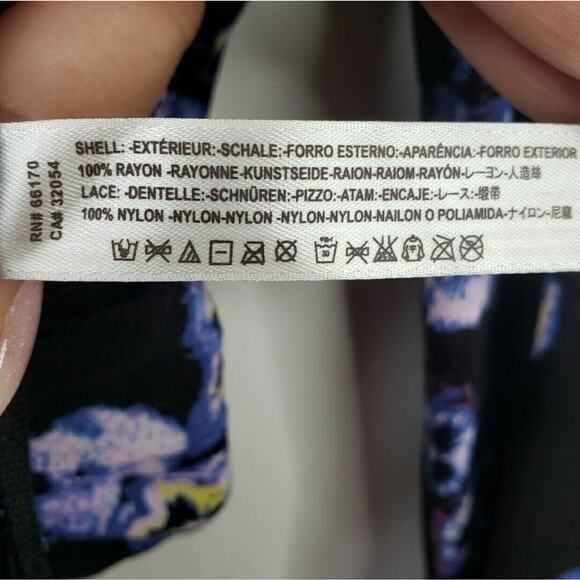 RN# 66170
CA# 32054
SHELL: -EXTÉRIEUR:-SCHALE:-FORRO ESTERNO:-APARÊNCIA:-FORRO EXTERIOR
100% RAYON -RAYONNE-KUNSTSEIDE-RAION-RAIOM-RAYÓN-レーヨン-人造絲
LACE: -DENTELLE:-SCHNÜREN:-PIZZO:-ATAM:-ENCAJE:-レース:-缎带
100% NYLON -NYLON-NYLON -NYLON-NYLON-NAILON O POLIAMIDA-ナイロン-尼龍
30